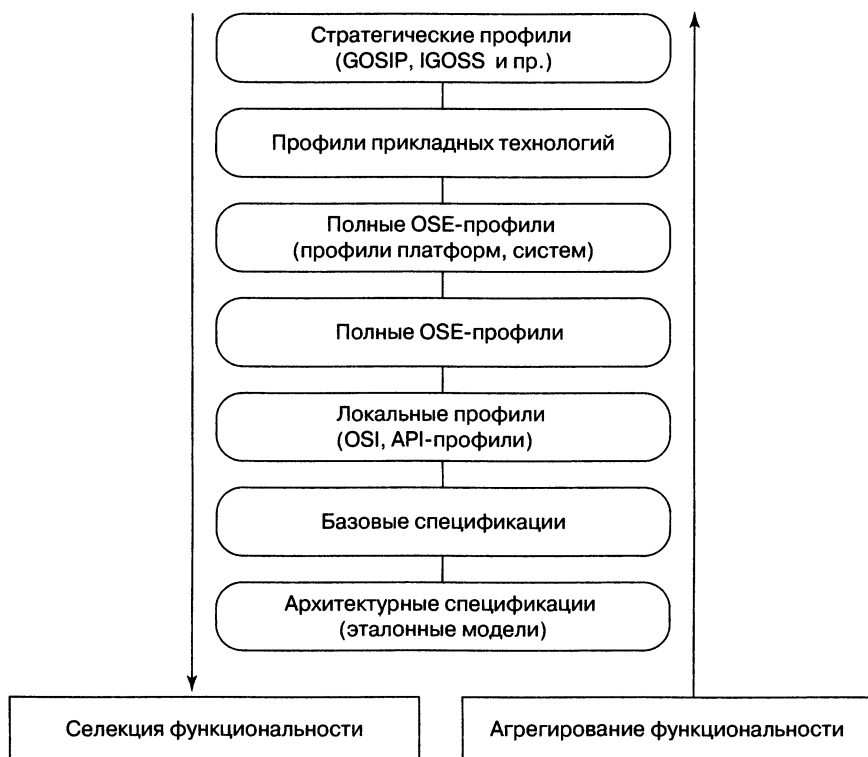 Стратегические профили
(GOSIP, IGOSS и пр.)
Профили прикладных технологий
Полные OSE-профили
(профили платформ, систем)
Полные OSE-профили
Локальные профили
(OSI, API-профили)
Базовые спецификации
Архитектурные спецификации
(эталонные модели)
Селекция функциональности
Агрегирование функциональности